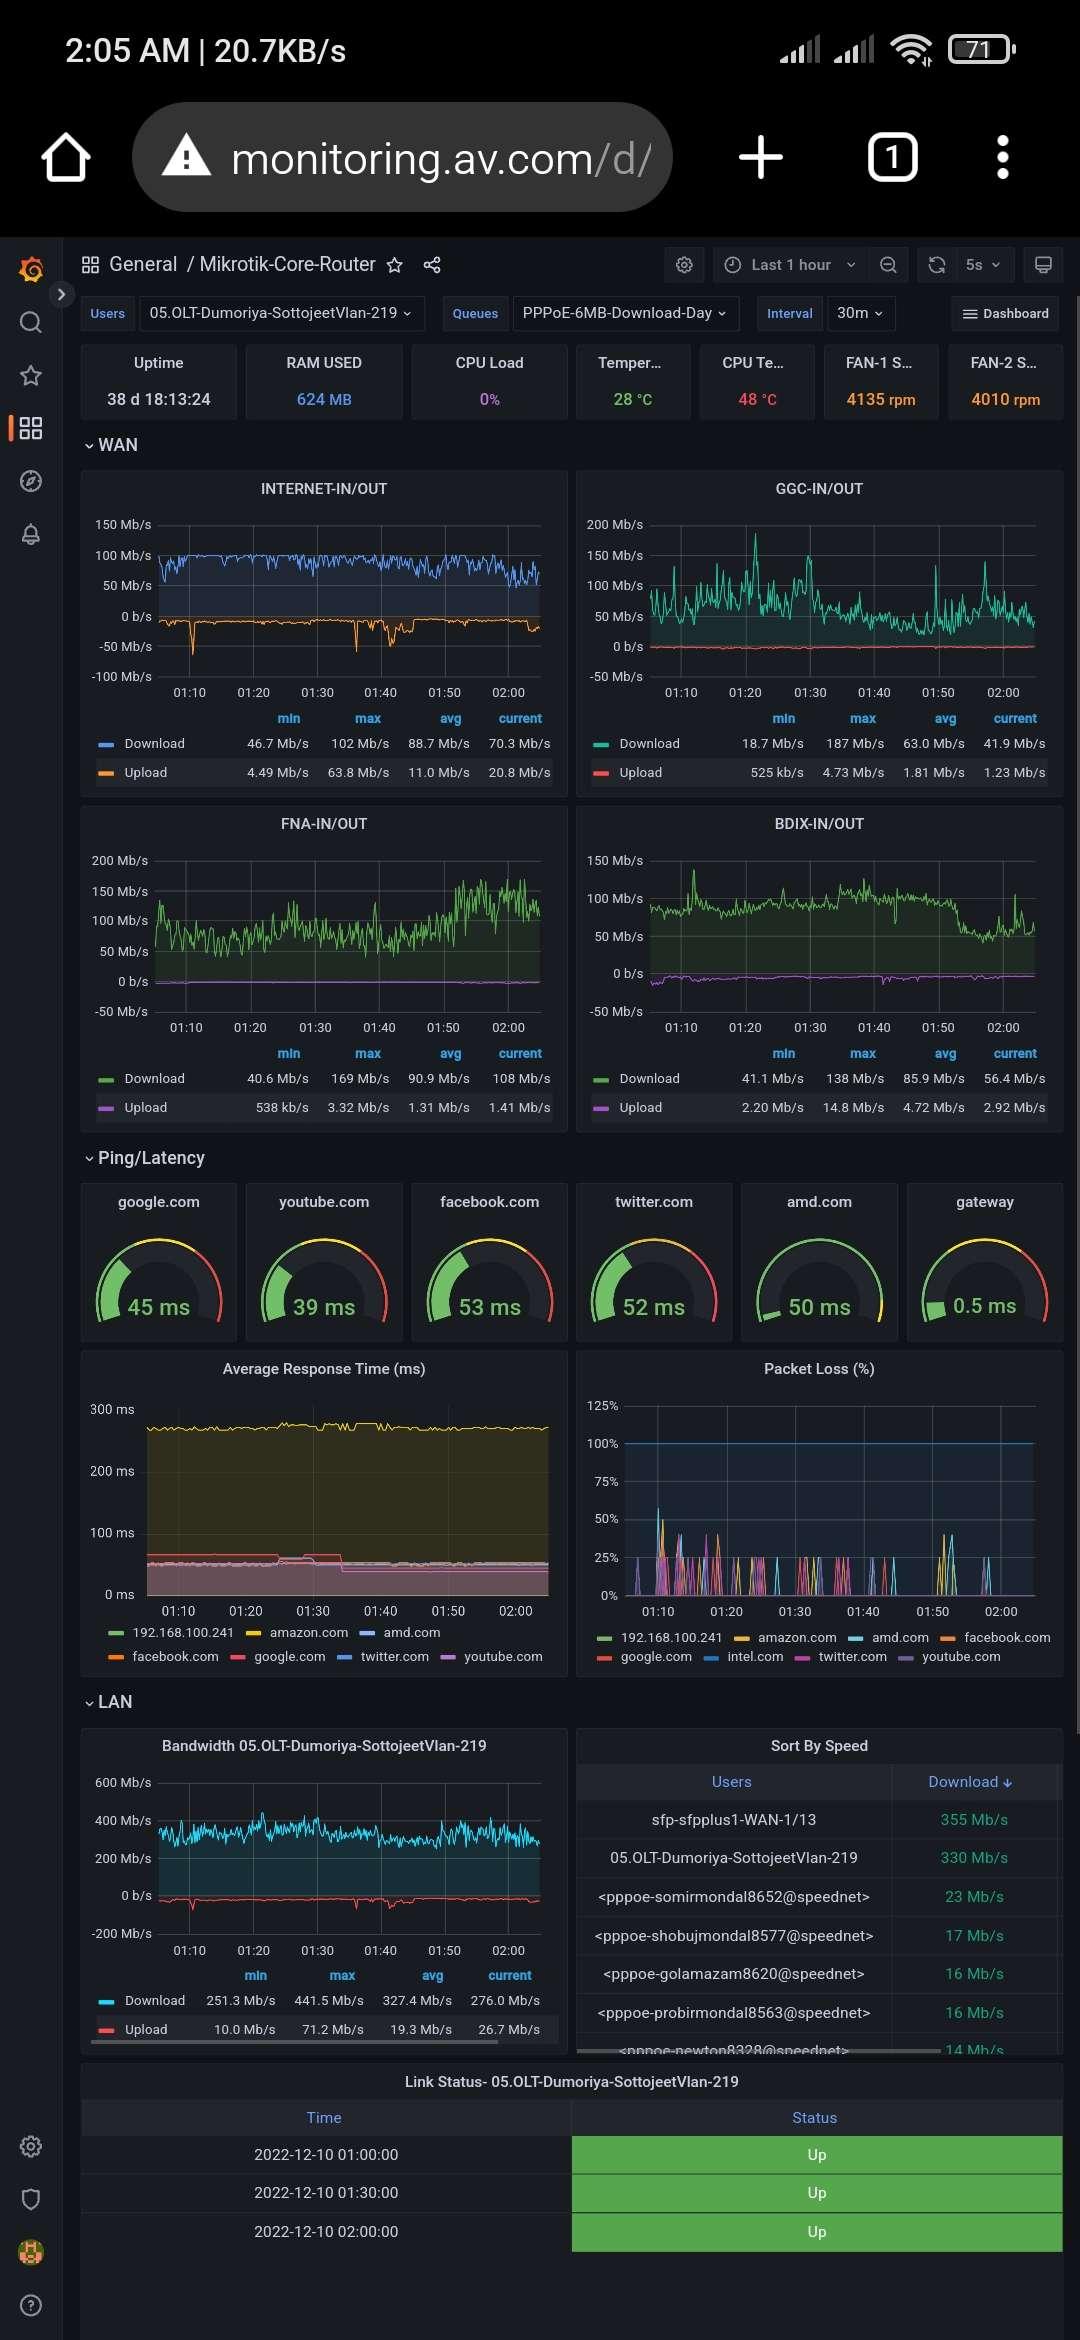 2:05 AM | 20.7KB/s
71
monitoring.av.com/d/
1
General / Mikrotik-Core-Router
Last 1 hour
5s
Users 05.OLT-Dumoriya-SottojeetVlan-219 Queues PPPoE-6MB-Download-Day Interval 30m Dashboard
Uptime RAM USED CPU Load Temper... CPU Te... FAN-1 S... FAN-2 S...
38 d 18:13:24 624 MB 0% 28 °C 48 °C 4135 rpm 4010 rpm
WAN
INTERNET-IN/OUT
150 Mb/s
100 Mb/s
50 Mb/s
0 b/s
-50 Mb/s
-100 Mb/s
01:10 01:20 01:30 01:40 01:50 02:00
min max avg current
Download 46.7 Mb/s 102 Mb/s 88.7 Mb/s 70.3 Mb/s
Upload 4.49 Mb/s 63.8 Mb/s 11.0 Mb/s 20.8 Mb/s
GGC-IN/OUT
200 Mb/s
150 Mb/s
100 Mb/s
50 Mb/s
0 b/s
-50 Mb/s
01:10 01:20 01:30 01:40 01:50 02:00
min max avg current
Download 18.7 Mb/s 187 Mb/s 63.0 Mb/s 41.9 Mb/s
Upload 525 kb/s 4.73 Mb/s 1.81 Mb/s 1.23 Mb/s
FNA-IN/OUT
200 Mb/s
150 Mb/s
100 Mb/s
50 Mb/s
0 b/s
-50 Mb/s
01:10 01:20 01:30 01:40 01:50 02:00
min max avg current
Download 40.6 Mb/s 169 Mb/s 90.9 Mb/s 108 Mb/s
Upload 538 kb/s 3.32 Mb/s 1.31 Mb/s 1.41 Mb/s
BDIX-IN/OUT
150 Mb/s
100 Mb/s
50 Mb/s
0 b/s
-50 Mb/s
01:10 01:20 01:30 01:40 01:50 02:00
min max avg current
Download 41.1 Mb/s 138 Mb/s 85.9 Mb/s 56.4 Mb/s
Upload 2.20 Mb/s 14.8 Mb/s 4.72 Mb/s 2.92 Mb/s
Ping/Latency
google.com youtube.com facebook.com twitter.com amd.com gateway
45 ms 39 ms 53 ms 52 ms 50 ms 0.5 ms
Average Response Time (ms)
300 ms
200 ms
100 ms
0 ms
01:10 01:20 01:30 01:40 01:50 02:00
192.168.100.241 amazon.com amd.com
facebook.com google.com twitter.com youtube.com
Packet Loss (%)
125%
100%
75%
50%
25%
0%
01:10 01:20 01:30 01:40 01:50 02:00
192.168.100.241 amazon.com amd.com facebook.com
google.com intel.com twitter.com youtube.com
LAN
Bandwidth 05.OLT-Dumoriya-SottojeetVlan-219
600 Mb/s
400 Mb/s
200 Mb/s
0 b/s
-200 Mb/s
01:10 01:20 01:30 01:40 01:50 02:00
min max avg current
Download 251.3 Mb/s 441.5 Mb/s 327.4 Mb/s 276.0 Mb/s
Upload 10.0 Mb/s 71.2 Mb/s 19.3 Mb/s 26.7 Mb/s
Sort By Speed
Users Download
sfp-sfpplus1-WAN-1/13 355 Mb/s
05.OLT-Dumoriya-SottojeetVlan-219 330 Mb/s
<pppoe-somirmondal8652@speednet> 23 Mb/s
<pppoe-shobujmondal8577@speednet> 17 Mb/s
<pppoe-golamazam8620@speednet> 16 Mb/s
<pppoe-probirmondal8563@speednet> 16 Mb/s
<pppoe-newton8328@speednet> 14 Mb/s
Link Status- 05.OLT-Dumoriya-SottojeetVlan-219
Time Status
2022-12-10 01:00:00 Up
2022-12-10 01:30:00 Up
2022-12-10 02:00:00 Up